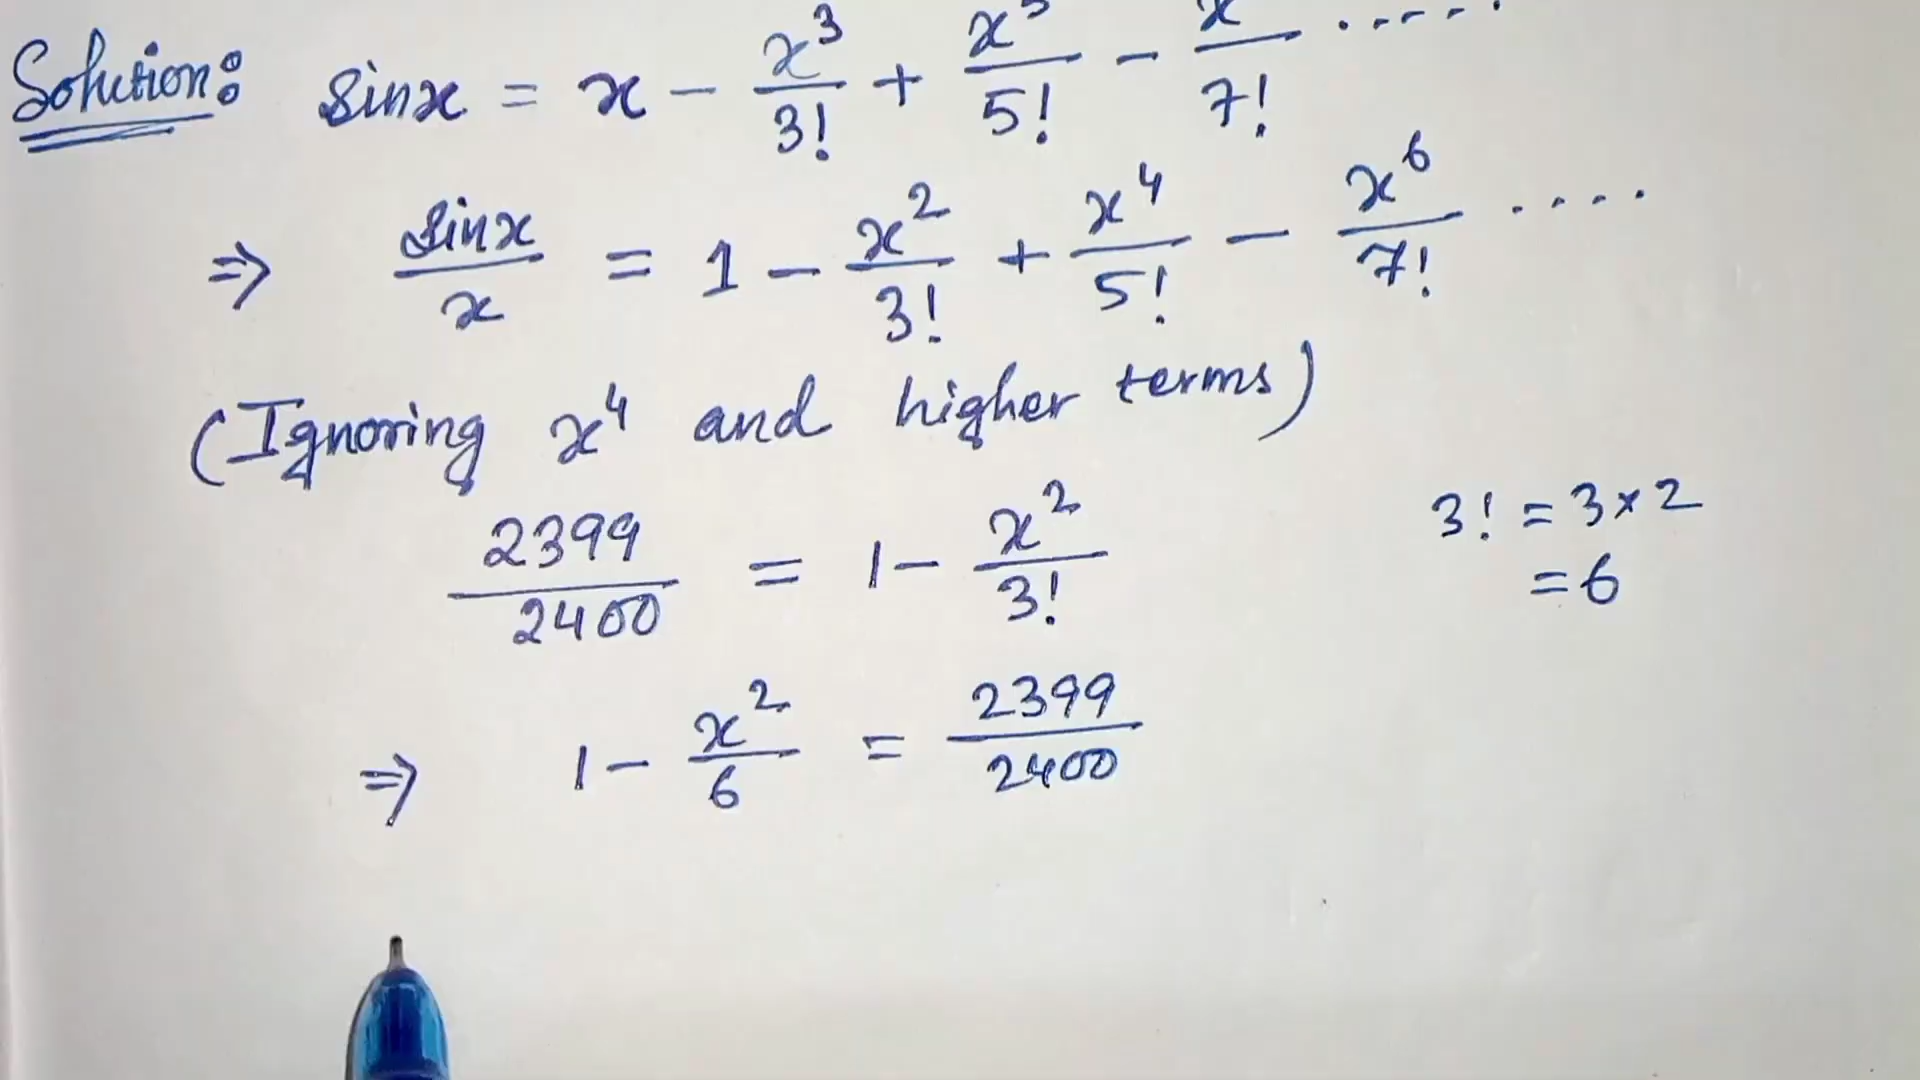 Solution: sinx = x - x³/3! + x⁵/5! - x/7! .....
⇒ sinx/x = 1 - x²/3! + x⁴/5! - x⁶/7! ....
(Ignoring x⁴ and higher terms)
2399/2400 = 1 - x²/3!
3! = 3×2
= 6
⇒ 1 - x²/6 = 2399/2400